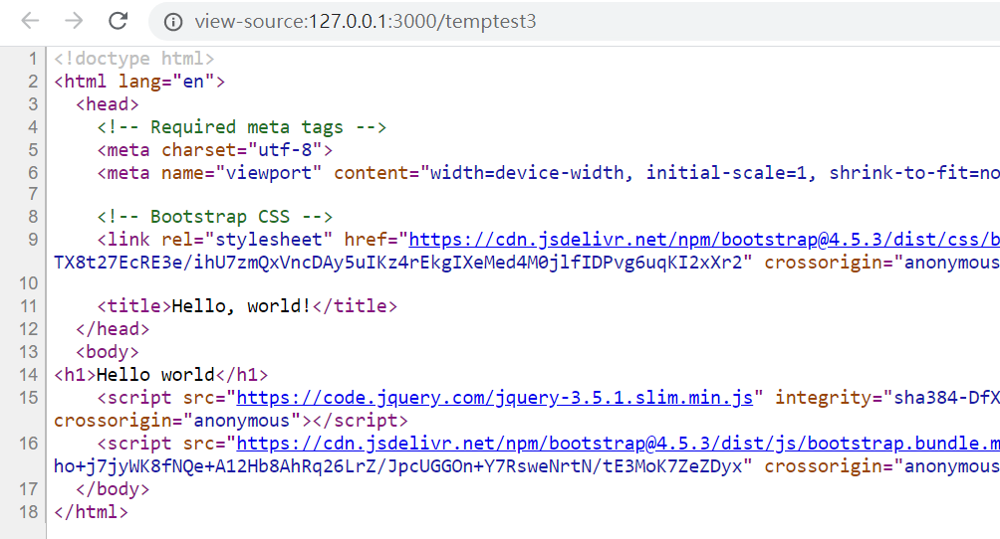 view-source:127.0.0.1:3000/temptest3
1 <!doctype html>
2 <html lang="en">
3 <head>
4 <!-- Required meta tags -->
5 <meta charset="utf-8">
6 <meta name="viewport" content="width=device-width, initial-scale=1, shrink-to-fit=no
7
8 <!-- Bootstrap CSS -->
9 <link rel="stylesheet" href="https://cdn.jsdelivr.net/npm/bootstrap@4.5.3/dist/css/b
TX8t27EcRE3e/ihU7zmQxVncDAy5uIKz4rEkgIXeMed4M0jlfIDPvg6uqKI2xXr2" crossorigin="anonymous
10
11 <title>Hello, world!</title>
12 </head>
13 <body>
14 <h1>Hello world</h1>
15 <script src="https://code.jquery.com/jquery-3.5.1.slim.min.js" integrity="sha384-DfX
crossorigin="anonymous"></script>
16 <script src="https://cdn.jsdelivr.net/npm/bootstrap@4.5.3/dist/js/bootstrap.bundle.m
ho+j7jyWK8fNQe+A12Hb8AhRq26LrZ/JpcUGGOn+Y7RsweNrtN/tE3MoK7ZeZDyx" crossorigin="anonymous
17 </body>
18 </html>